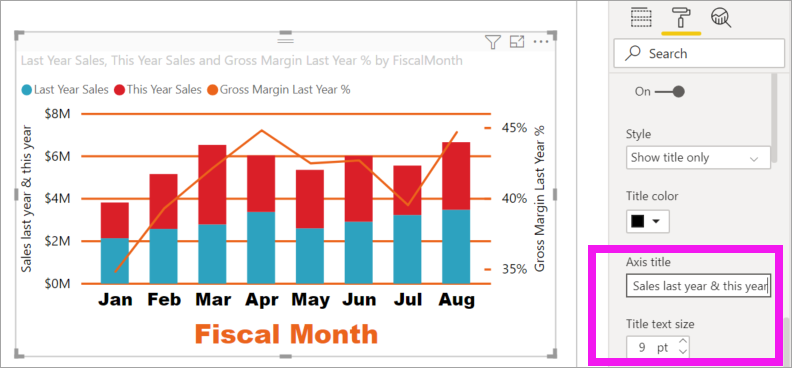 Last Year Sales, This Year Sales and Gross Margin Last Year % by FiscalMonth
Last Year Sales This Year Sales Gross Margin Last Year %
Sales last year & this year
$8M
$6M
$4M
$2M
$0M
45%
40%
35%
Gross Margin Last Year %
Jan Feb Mar Apr May Jun Jul Aug
Fiscal Month
Search
On
Style
Show title only
Title color
Axis title
Sales last year & this year
Title text size
9 pt